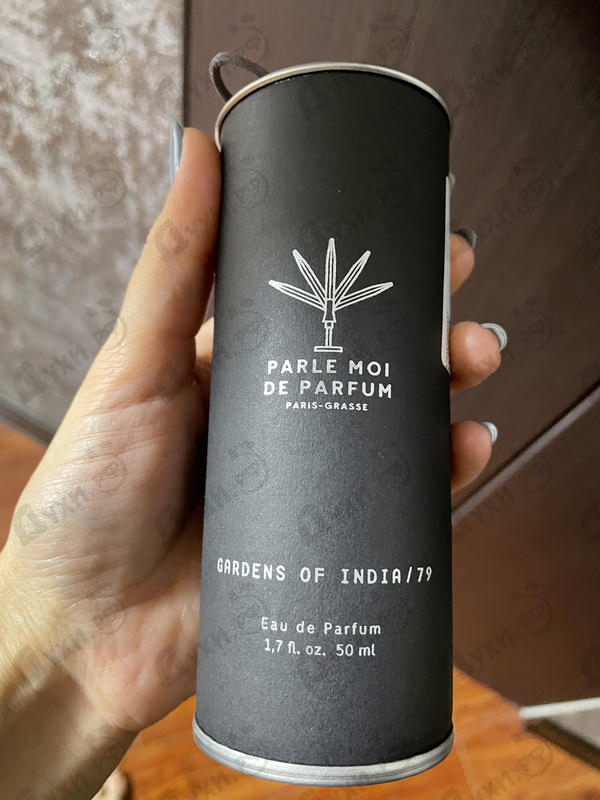 PARLE MOI
DE PARFUM
PARIS-GRASSE
GARDENS OF INDIA/79
Eau de Parfum
1,7 fl. oz. 50 ml